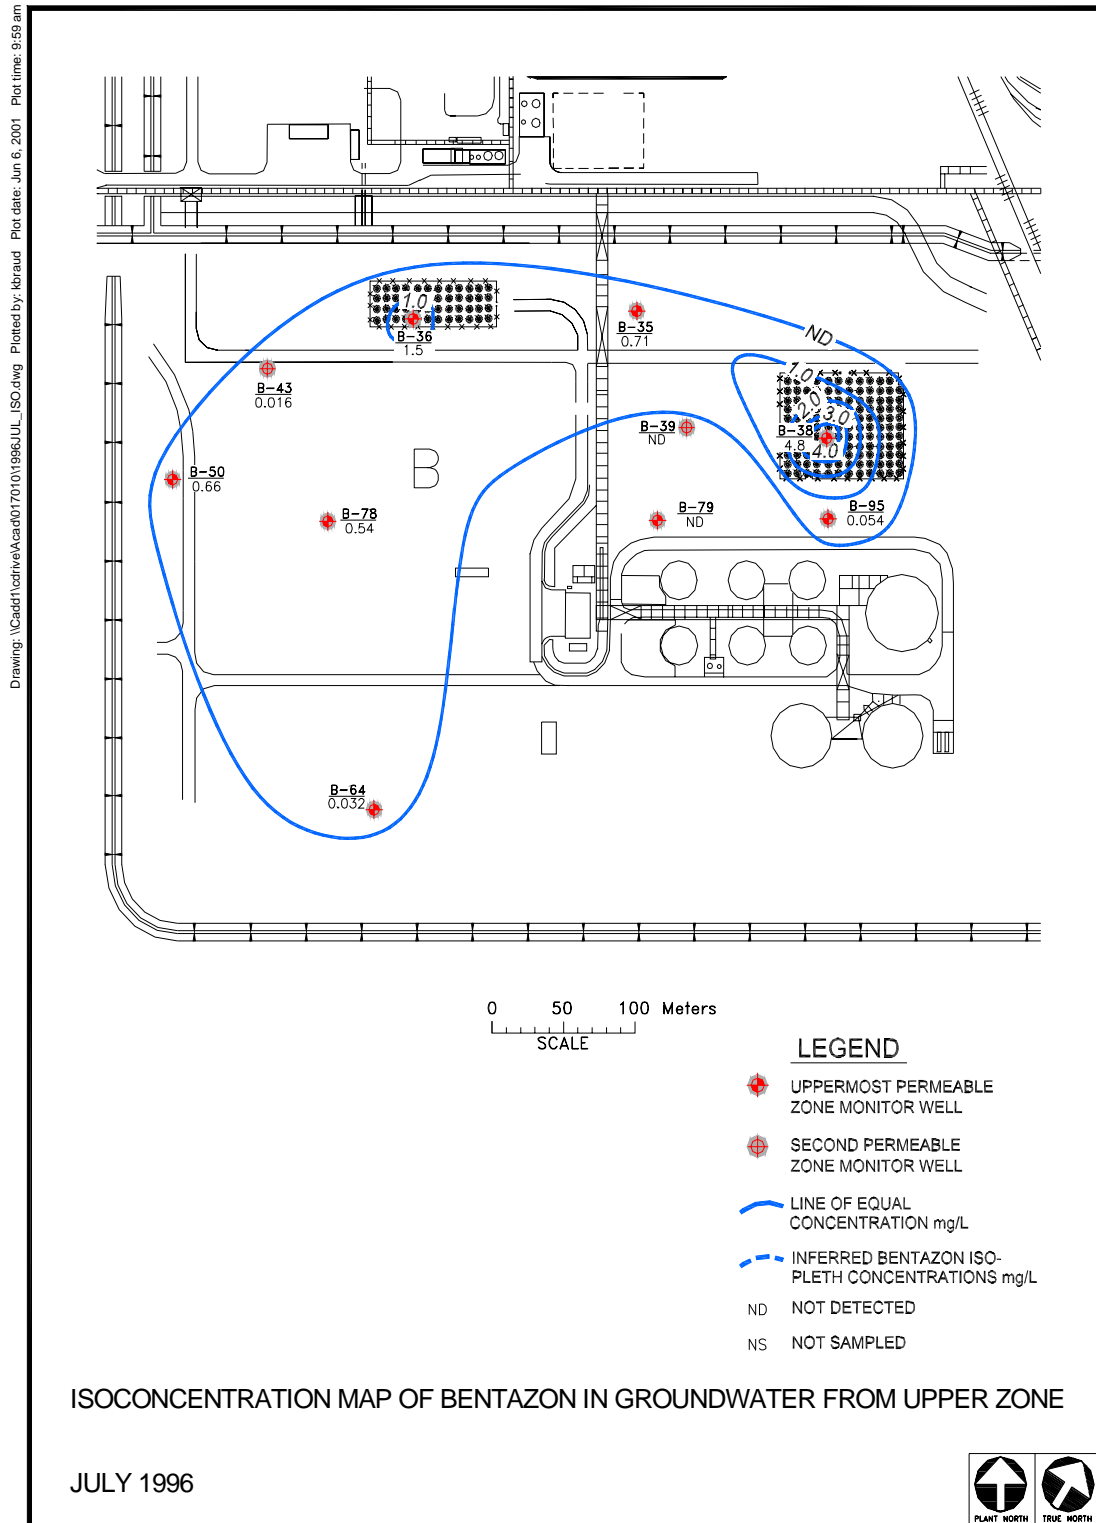 Drawing: \\Cadd1\cdrive\Acad\017010\1996JUL_ISO.dwg Plotted by: kbraud Plot date: Jun 6, 2001 Plot time: 9:59 am
1.0
B-36
1.5
B-35
0.71
ND
B-43
0.016
1.0
2.0
2.
3.0
B-38
4.8
4.0
B-39
ND
B
B-50
0.66
B-78
0.54
B-79
ND
B-95
0.054
B-64
0.032
0 50 100 Meters
SCALE
LEGEND
UPPERMOST PERMEABLE
ZONE MONITOR WELL
SECOND PERMEABLE
ZONE MONITOR WELL
LINE OF EQUAL
CONCENTRATION mg/L
INFERRED BENTAZON ISO-
PLETH CONCENTRATIONS mg/L
ND NOT DETECTED
NS NOT SAMPLED
ISOCONCENTRATION MAP OF BENTAZON IN GROUNDWATER FROM UPPER ZONE
JULY 1996
PLANT NORTH
TRUE NORTH